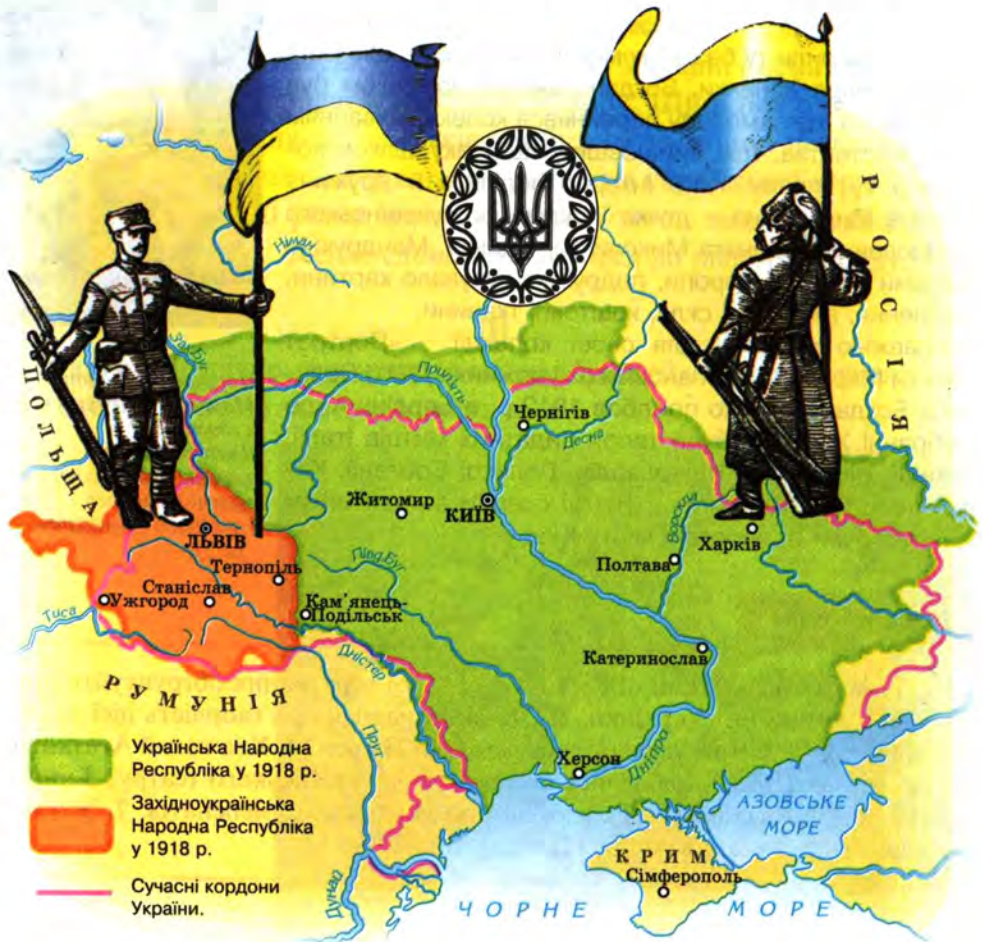 ПОЛЬЩА
РОСІЯ
Німан
Зах.Буг
Прип'ять
Чернігів
Десна
Житомир
КИЇВ
ЛЬВІВ
Тернопіль
Станіслав
Ужгород
Тиса
Півд.Буг
Кам'янець-
Подільськ
Ворскла
Харків
Полтава
Катеринослав
Дністер
РУМУНІЯ
Прут
Херсон
Дніпро
АЗОВСЬКЕ
МОРЕ
КРИМ
Сімферополь
Дунай
ЧОРНЕ МОРЕ
Українська Народна
Республіка у 1918 р.
Західноукраїнська
Народна Республіка
у 1918 р.
Сучасні кордони
України.